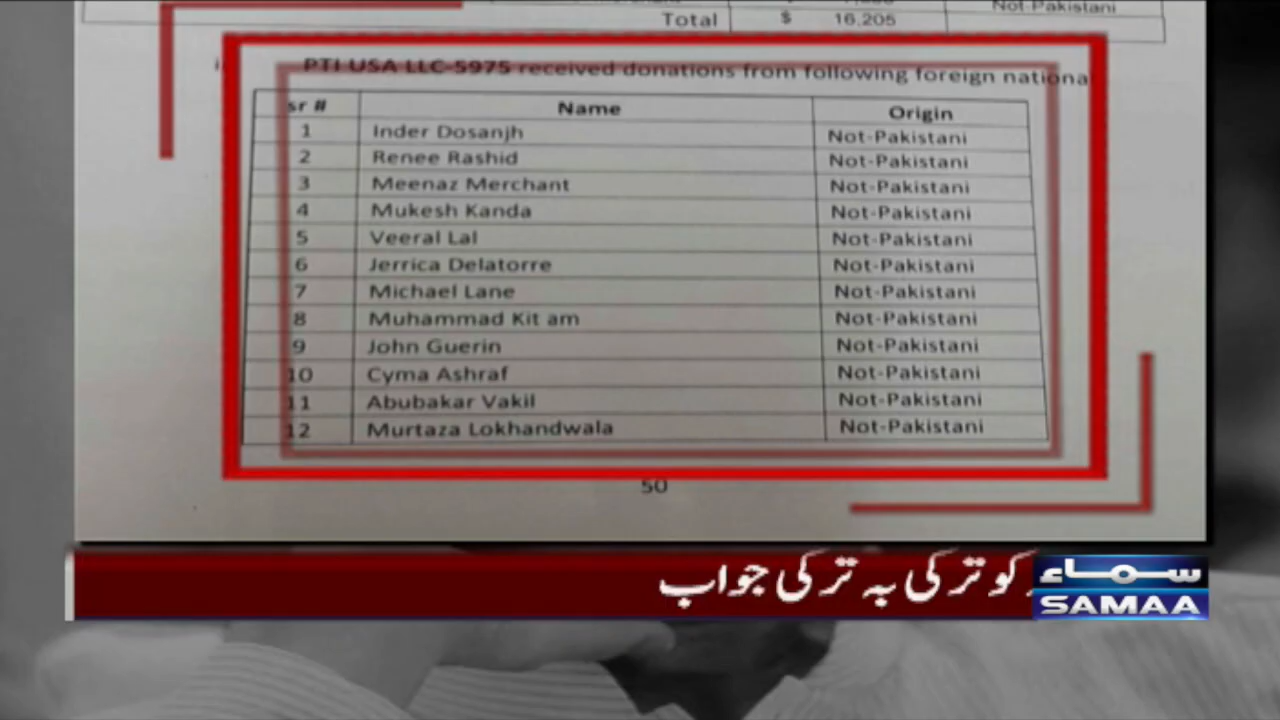 Not-Pakistani
Total $ 16,205
PTI USA LLC-5975 received donations from following foreign national
sr # Name Origin
1 Inder Dosanjh Not-Pakistani
2 Renee Rashid Not-Pakistani
3 Meenaz Merchant Not-Pakistani
4 Mukesh Kanda Not-Pakistani
5 Veeral Lal Not-Pakistani
6 Jerrica Delatorre Not-Pakistani
7 Michael Lane Not-Pakistani
8 Muhammad Kit am Not-Pakistani
9 John Guerin Not-Pakistani
10 Cyma Ashraf Not-Pakistani
11 Abubakar Vakil Not-Pakistani
12 Murtaza Lokhandwala Not-Pakistani
50
کو ترکی بہ ترکی جواب
سماء
SAMAA